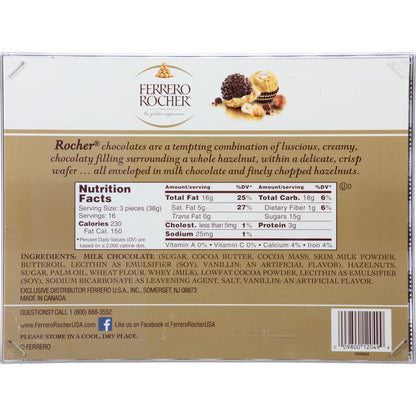 FERRERO
ROCHER®
the golden experience
Rocher® chocolates are a tempting combination of luscious, creamy,
chocolaty filling surrounding a whole hazelnut, within a delicate, crisp
wafer ... all enveloped in milk chocolate and finely chopped hazelnuts.
Nutrition
Facts
Serving Size: 3 pieces (38g)
Servings: 16
Calories 230
Fat Cal. 150
*Percent Daily Values (DV) are
based on a 2,000 calorie diet.
Amount/serving %DV* Amount/serving %DV*
Total Fat 16g 25% Total Carb. 18g 6%
Sat. Fat 5g 27% Dietary Fiber 1g 6%
Trans Fat 0g Sugars 15g
Cholest. less than 5mg 1% Protein 3g
Sodium 25mg 1%
Vitamin A 0% • Vitamin C 0% • Calcium 4% • Iron 4%
U D
INGREDIENTS: MILK CHOCOLATE: (SUGAR, COCOA BUTTER, COCOA MASS, SKIM MILK POWDER,
BUTTEROIL, LECITHIN AS EMULSIFIER (SOY), VANILLIN: AN ARTIFICIAL FLAVOR), HAZELNUTS,
SUGAR, PALM OIL, WHEAT FLOUR, WHEY (MILK), LOWFAT COCOA POWDER, LECITHIN AS EMULSIFIER
(SOY), SODIUM BICARBONATE AS LEAVENING AGENT, SALT, VANILLIN: AN ARTIFICIAL FLAVOR.
EXCLUSIVE DISTRIBUTOR FERRERO U.S.A., INC., SOMERSET, NJ 08873
MADE IN CANADA.
QUESTIONS? CALL 1 (800) 688-3552
www.FerreroRocherUSA.com f Like us on Facebook at FerreroRocherUSA
PLEASE STORE IN A COOL, DRY PLACE.
© FERRERO
0 09800 12049 9